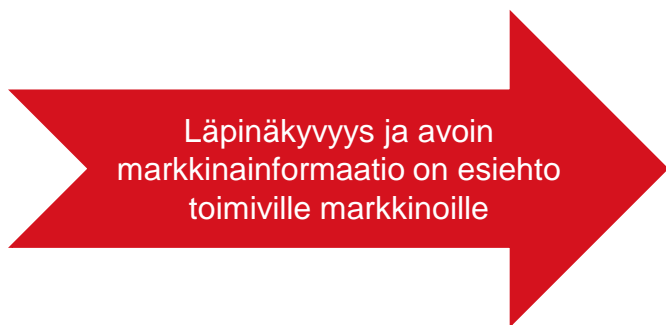 Läpinäkyvyys ja avoin
markkinainformaatio on esiehto
toimiville markkinoille